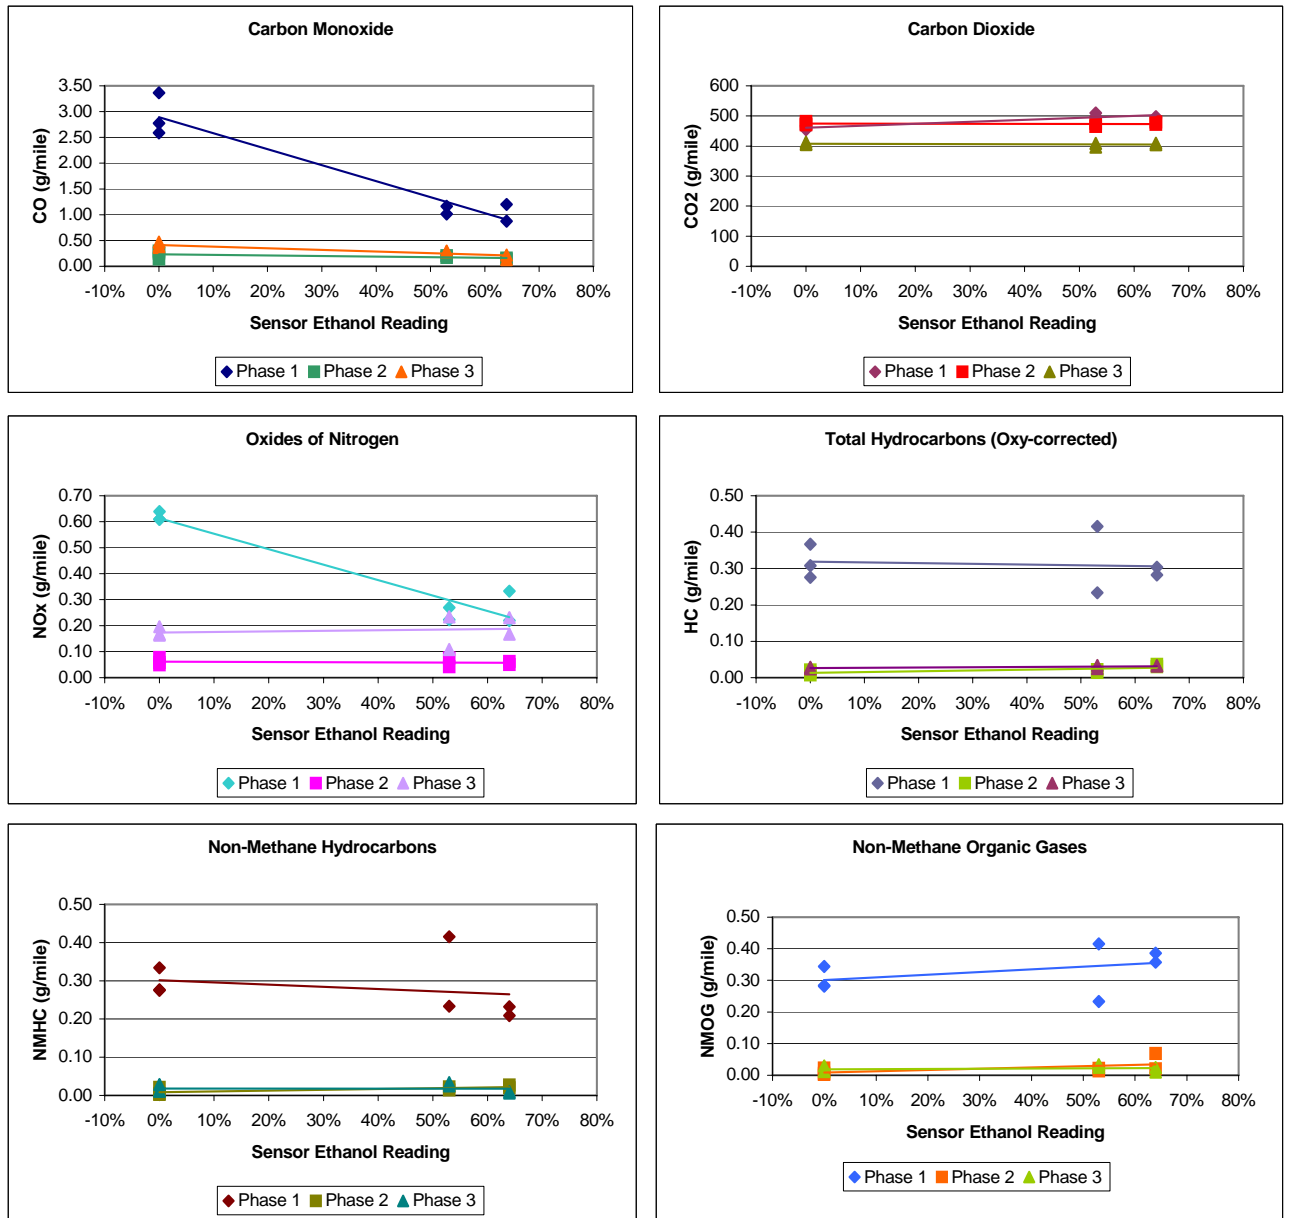 Carbon Monoxide
CO (g/mile)
3.50
3.00
2.50
2.00
1.50
1.00
0.50
0.00
-10% 0% 10% 20% 30% 40% 50% 60% 70% 80%
Sensor Ethanol Reading
Phase 1 Phase 2 Phase 3
Carbon Dioxide
CO2 (g/mile)
600
500
400
300
200
100
0
-10% 0% 10% 20% 30% 40% 50% 60% 70% 80%
Sensor Ethanol Reading
Phase 1 Phase 2 Phase 3
Oxides of Nitrogen
NOx (g/mile)
0.70
0.60
0.50
0.40
0.30
0.20
0.10
0.00
-10% 0% 10% 20% 30% 40% 50% 60% 70% 80%
Sensor Ethanol Reading
Phase 1 Phase 2 Phase 3
Total Hydrocarbons (Oxy-corrected)
HC (g/mile)
0.50
0.40
0.30
0.20
0.10
0.00
-10% 0% 10% 20% 30% 40% 50% 60% 70% 80%
Sensor Ethanol Reading
Phase 1 Phase 2 Phase 3
Non-Methane Hydrocarbons
NMHC (g/mile)
0.50
0.40
0.30
0.20
0.10
0.00
-10% 0% 10% 20% 30% 40% 50% 60% 70% 80%
Sensor Ethanol Reading
Phase 1 Phase 2 Phase 3
Non-Methane Organic Gases
NMOG (g/mile)
0.50
0.40
0.30
0.20
0.10
0.00
-10% 0% 10% 20% 30% 40% 50% 60% 70% 80%
Sensor Ethanol Reading
Phase 1 Phase 2 Phase 3